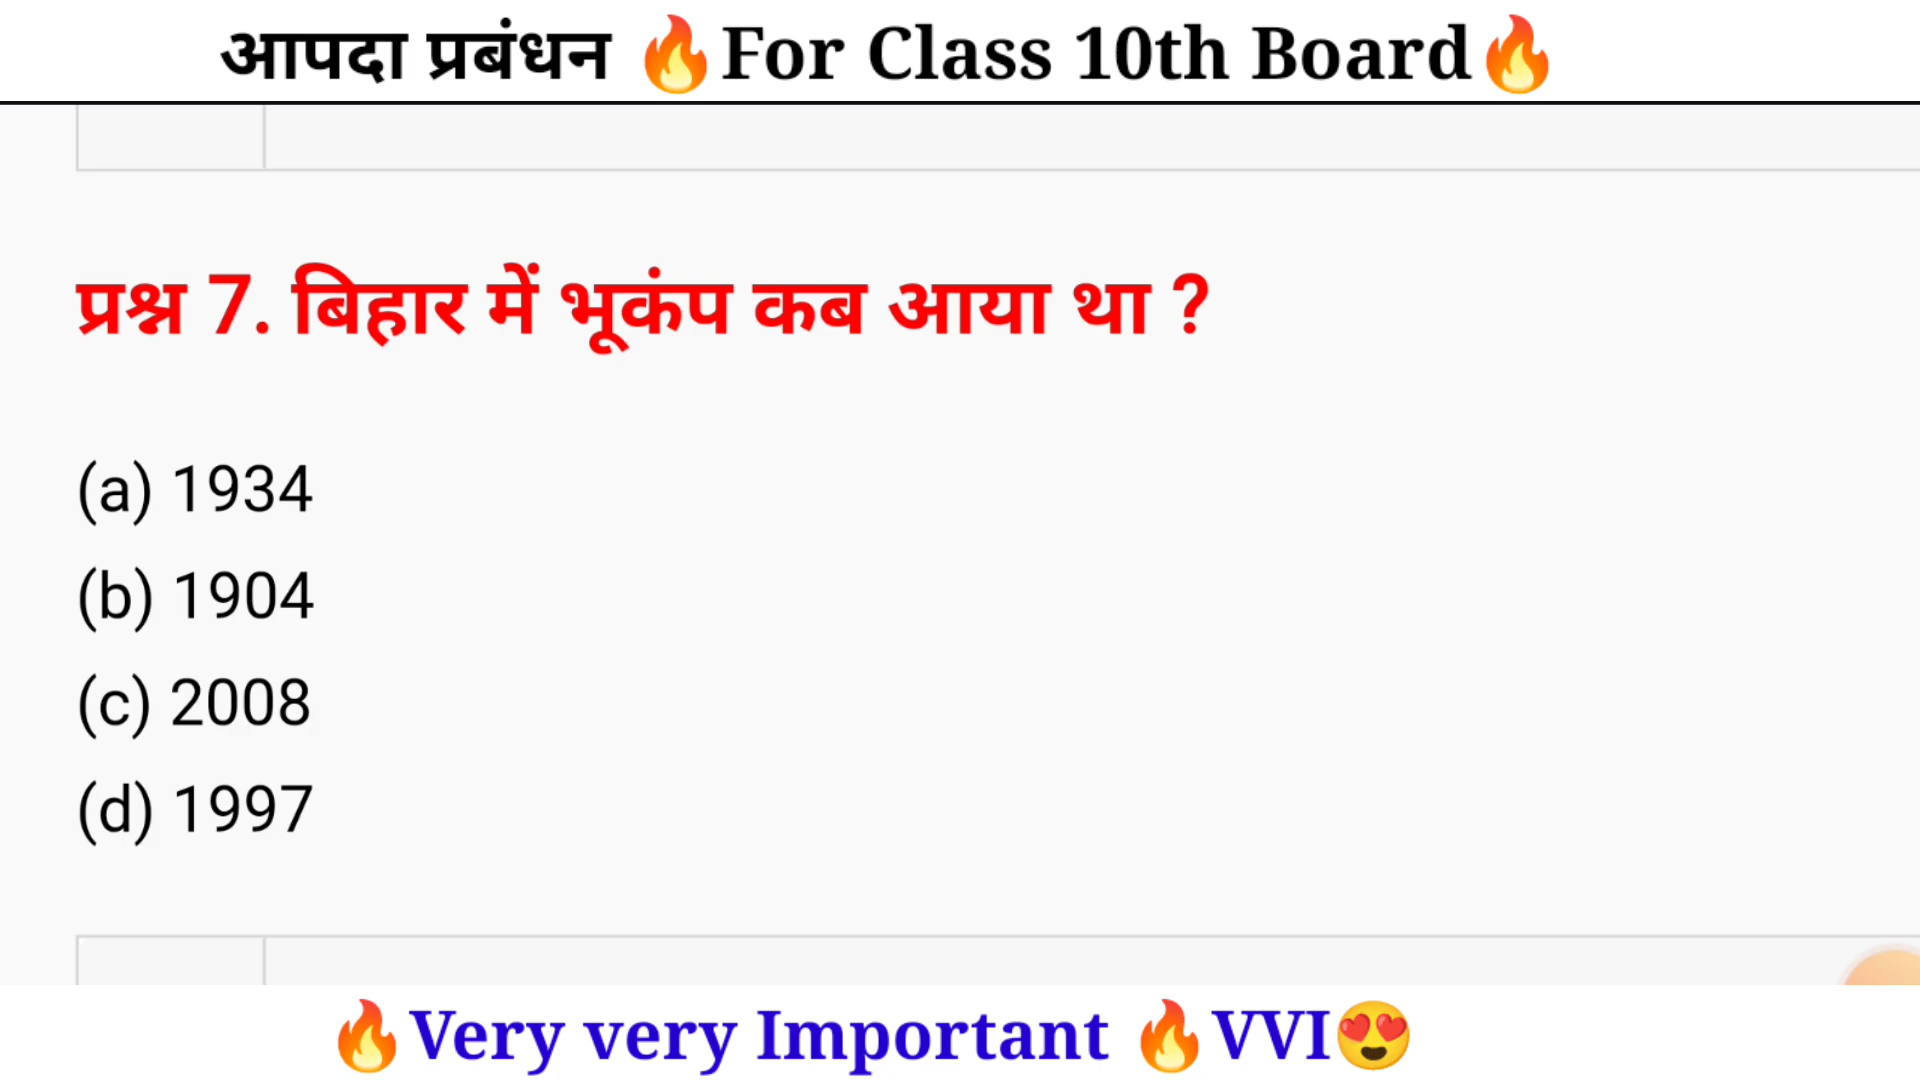 आपदा प्रबंधन 🔥For Class 10th Board🔥
प्रश्न 7. बिहार में भूकंप कब आया था ?
(a) 1934
(b) 1904
(c) 2008
(d) 1997
🔥Very very Important 🔥VVI😍